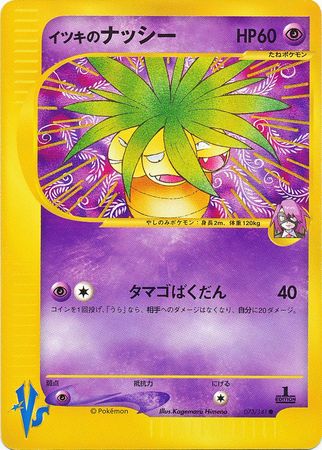 イツキのナッシー HP60
たねポケモン
やしのみポケモン：身長2m、体重120kg
タマゴばくだん 40
コインを1回投げ、「うら」なら、相手へのダメージはなくなり、自分に20ダメージ。
弱点 抵抗力 にげる
1
EDITION
©Pokémon Illus.Kagemaru Himeno 073/141
VS